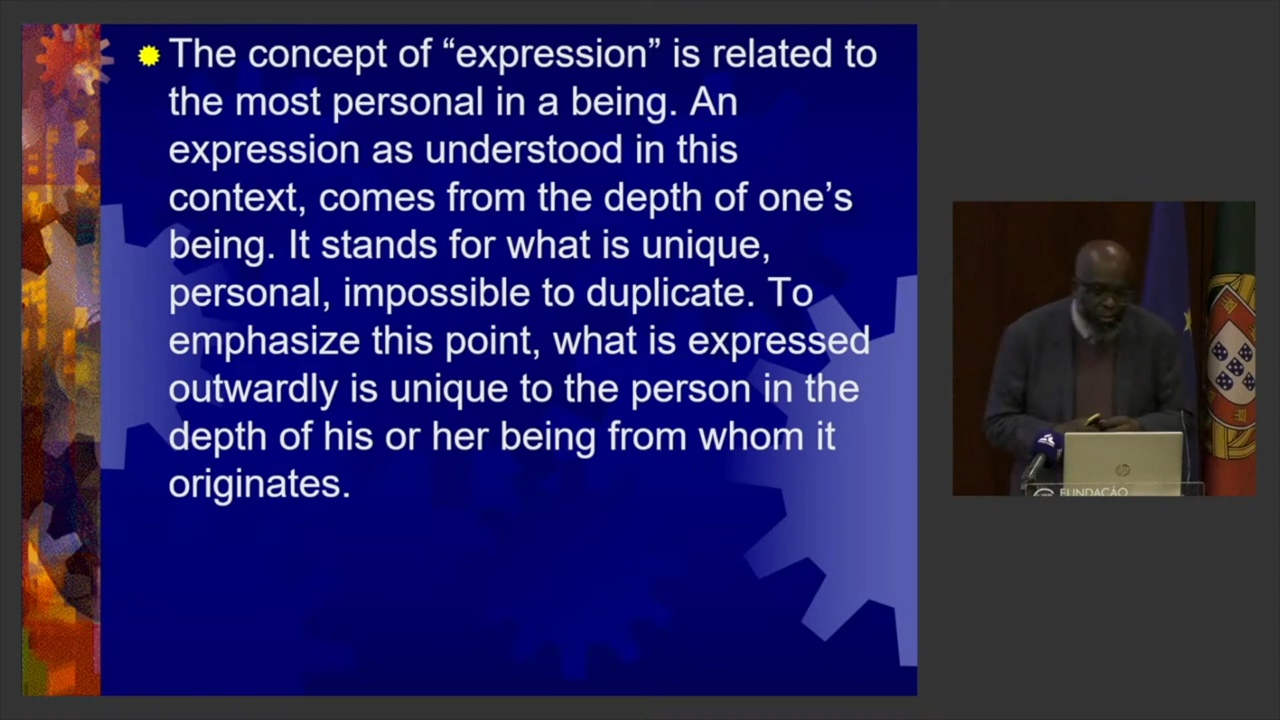 The concept of “expression” is related to
the most personal in a being. An
expression as understood in this
context, comes from the depth of one’s
being. It stands for what is unique,
personal, impossible to duplicate. To
emphasize this point, what is expressed
outwardly is unique to the person in the
depth of his or her being from whom it
originates.
hp
FUNDAÇÃO